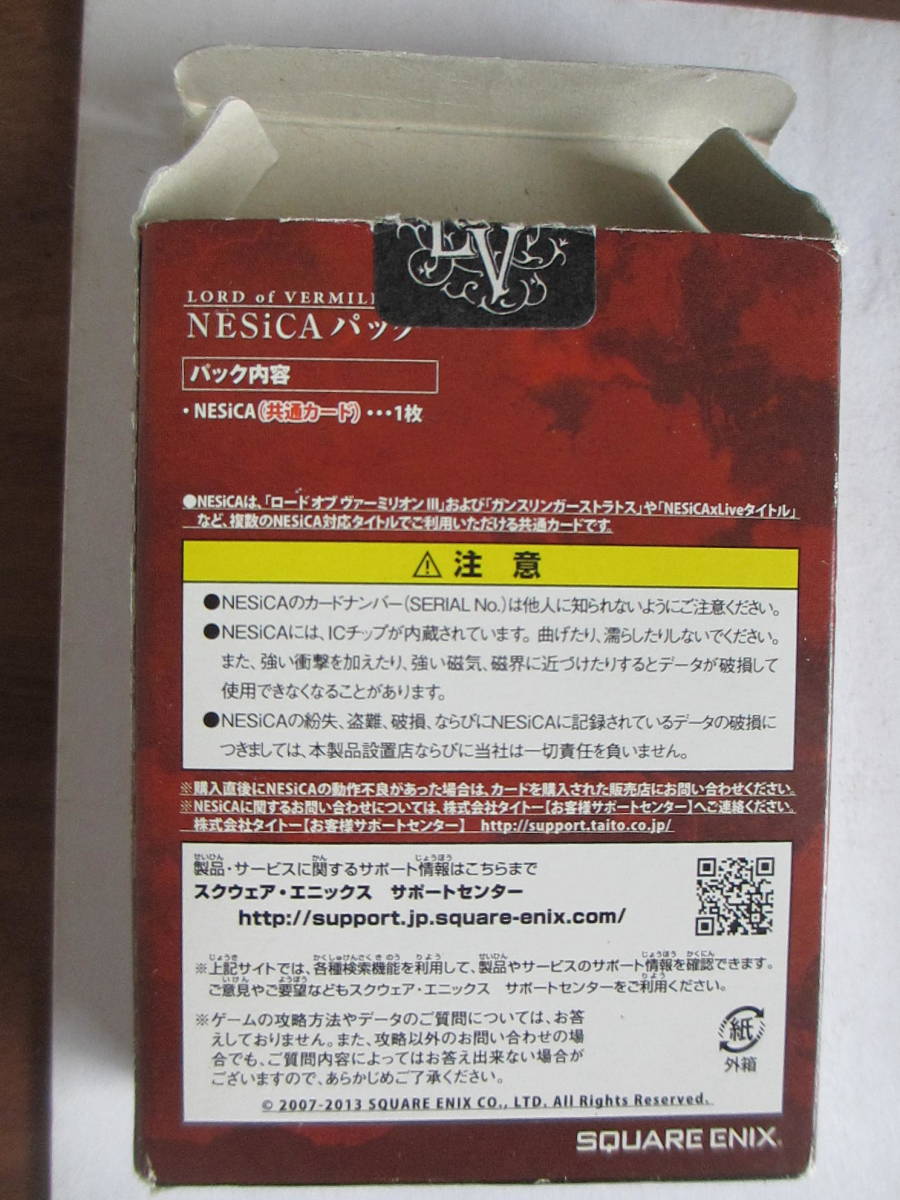 LV
LORD of VERMIL
NESiCA パック
パック内容
・NESiCA(共通カード)・・・1枚
●NESiCAは、「ロード オブ ヴァーミリオン III」および「ガンスリンガーストラトス」や「NESiCAxLiveタイトル」
など、複数のNESiCA対応タイトルでご利用いただける共通カードです。
⚠ 注 意
●NESiCAのカードナンバー(SERIAL No.)は他人に知られないようにご注意ください。
●NESiCAには、ICチップが内蔵されています。曲げたり、濡らしたりしないでください。
また、強い衝撃を加えたり、強い磁気、磁界に近づけたりするとデータが破損して
使用できなくなることがあります。
●NESiCAの紛失、盗難、破損、ならびにNESiCAに記録されているデータの破損に
つきましては、本製品設置店ならびに当社は一切責任を負いません。
※購入直後にNESiCAの動作不良があった場合は、カードを購入された販売店にお問い合わせください。
※NESiCAに関するお問い合わせについては、株式会社タイトー【お客様サポートセンター】へご連絡ください。
株式会社タイトー【お客様サポートセンター】 http://support.taito.co.jp/
製品・サービスに関するサポート情報はこちらまで
スクウェア・エニックス サポートセンター
http://support.jp.square-enix.com/
※上記サイトでは、各種検索機能を利用して、製品やサービスのサポート情報を確認できます。
ご意見やご要望などもスクウェア・エニックス サポートセンターをご利用ください。
※ゲームの攻略方法やデータのご質問については、お答
えしておりません。また、攻略以外のお問い合わせの場
合でも、ご質問内容によってはお答え出来ない場合が
ございますので、あらかじめご了承ください。
紙
外箱
© 2007-2013 SQUARE ENIX CO., LTD. All Rights Reserved.
SQUARE ENIX.